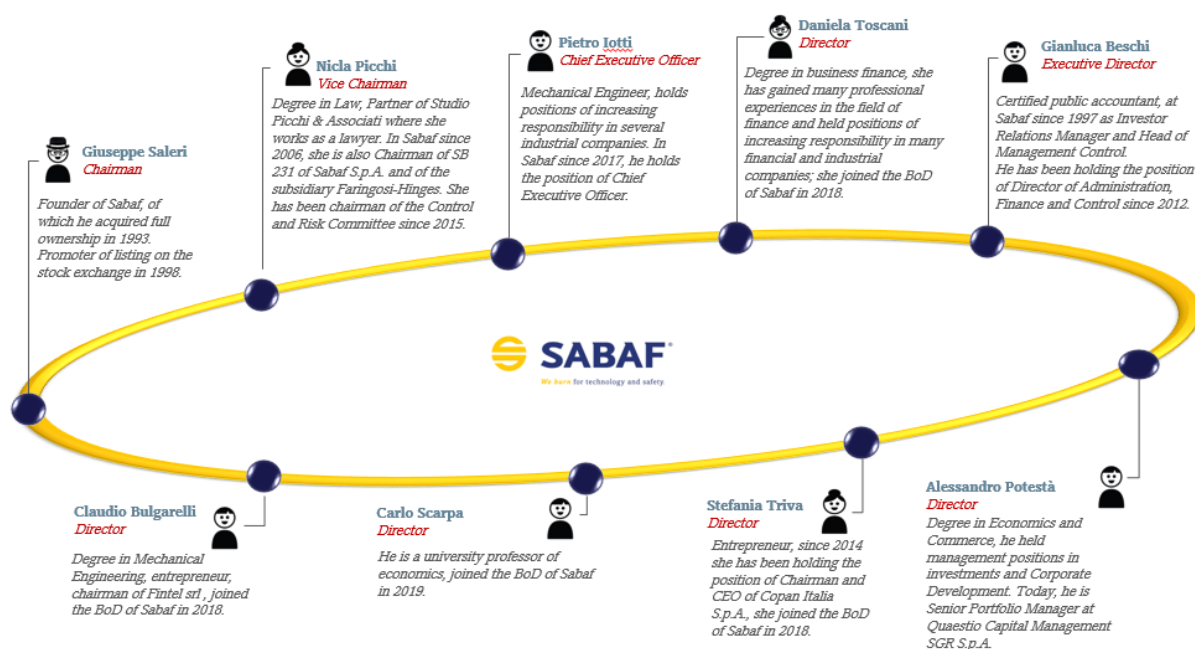 Giuseppe Saleri
Chairman
Founder of Sabaf, of
which he acquired full
ownership in 1993.
Promoter of listing on the
stock exchange in 1998.
Nicla Picchi
Vice Chairman
Degree in Law, Partner of Studio
Picchi & Associati where she
works as a lawyer. In Sabaf since
2006, she is also Chairman of SB
231 of Sabaf S.p.A. and of the
subsidiary Faringosi-Hinges. She
has been chairman of the Control
and Risk Committee since 2015.
Pietro Iotti
Chief Executive Officer
Mechanical Engineer, holds
positions of increasing
responsibility in several
industrial companies. In
Sabaf since 2017, he holds
the position of Chief
Executive Officer.
Daniela Toscani
Director
Degree in business finance, she
has gained many professional
experiences in the field of
finance and held positions of
increasing responsibility in many
financial and industrial
companies; she joined the BoD
of Sabaf in 2018.
Gianluca Beschi
Executive Director
Certified public accountant, at
Sabaf since 1997 as Investor
Relations Manager and Head of
Management Control.
He has been holding the position
of Director of Administration,
Finance and Control since 2012.
SABAF®
We burn for technology and safety.
Claudio Bulgarelli
Director
Degree in Mechanical
Engineering, entrepreneur,
chairman of Fintel srl , joined
the BoD of Sabaf in 2018.
Carlo Scarpa
Director
He is a university professor of
economics, joined the BoD of Sabaf
in 2019.
Stefania Triva
Director
Entrepreneur, since 2014
she has been holding the
position of Chairman and
CEO of Copan Italia
S.p.A., she joined the BoD
of Sabaf in 2018.
Alessandro Potestà
Director
Degree in Economics and
Commerce, he held
management positions in
investments and Corporate
Development. Today, he is
Senior Portfolio Manager at
Quaestio Capital Management
SGR S.p.A.